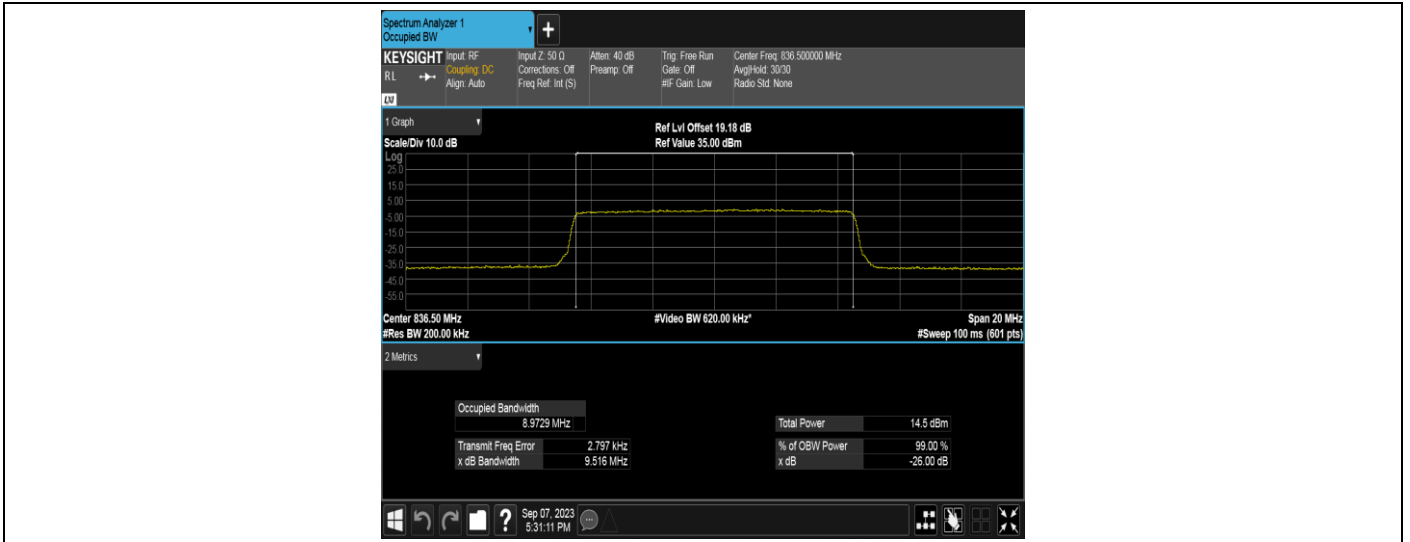 Spectrum Analyzer 1
Occupied BW
+
KEYSIGHT
RL
LXI
Input: RF
Coupling: DC
Align: Auto
Input Z: 50 Ω
Corrections: Off
Freq Ref: Int (S)
Atten: 40 dB
Preamp: Off
Trig: Free Run
Gate: Off
#IF Gain: Low
Center Freq: 836.500000 MHz
Avg|Hold: 30/30
Radio Std: None
1 Graph
Scale/Div 10.0 dB
Ref Lvl Offset 19.18 dB
Ref Value 35.00 dBm
Log
25.0
15.0
5.00
-5.00
-15.0
-25.0
-35.0
-45.0
-55.0
Center 836.50 MHz
#Video BW 620.00 kHz*
Span 20 MHz
#Res BW 200.00 kHz
#Sweep 100 ms (601 pts)
2 Metrics
Occupied Bandwidth
8.9729 MHz
Total Power 14.5 dBm
Transmit Freq Error 2.797 kHz
% of OBW Power 99.00 %
x dB Bandwidth 9.516 MHz
x dB -26.00 dB
?
Sep 07, 2023
5:31:11 PM